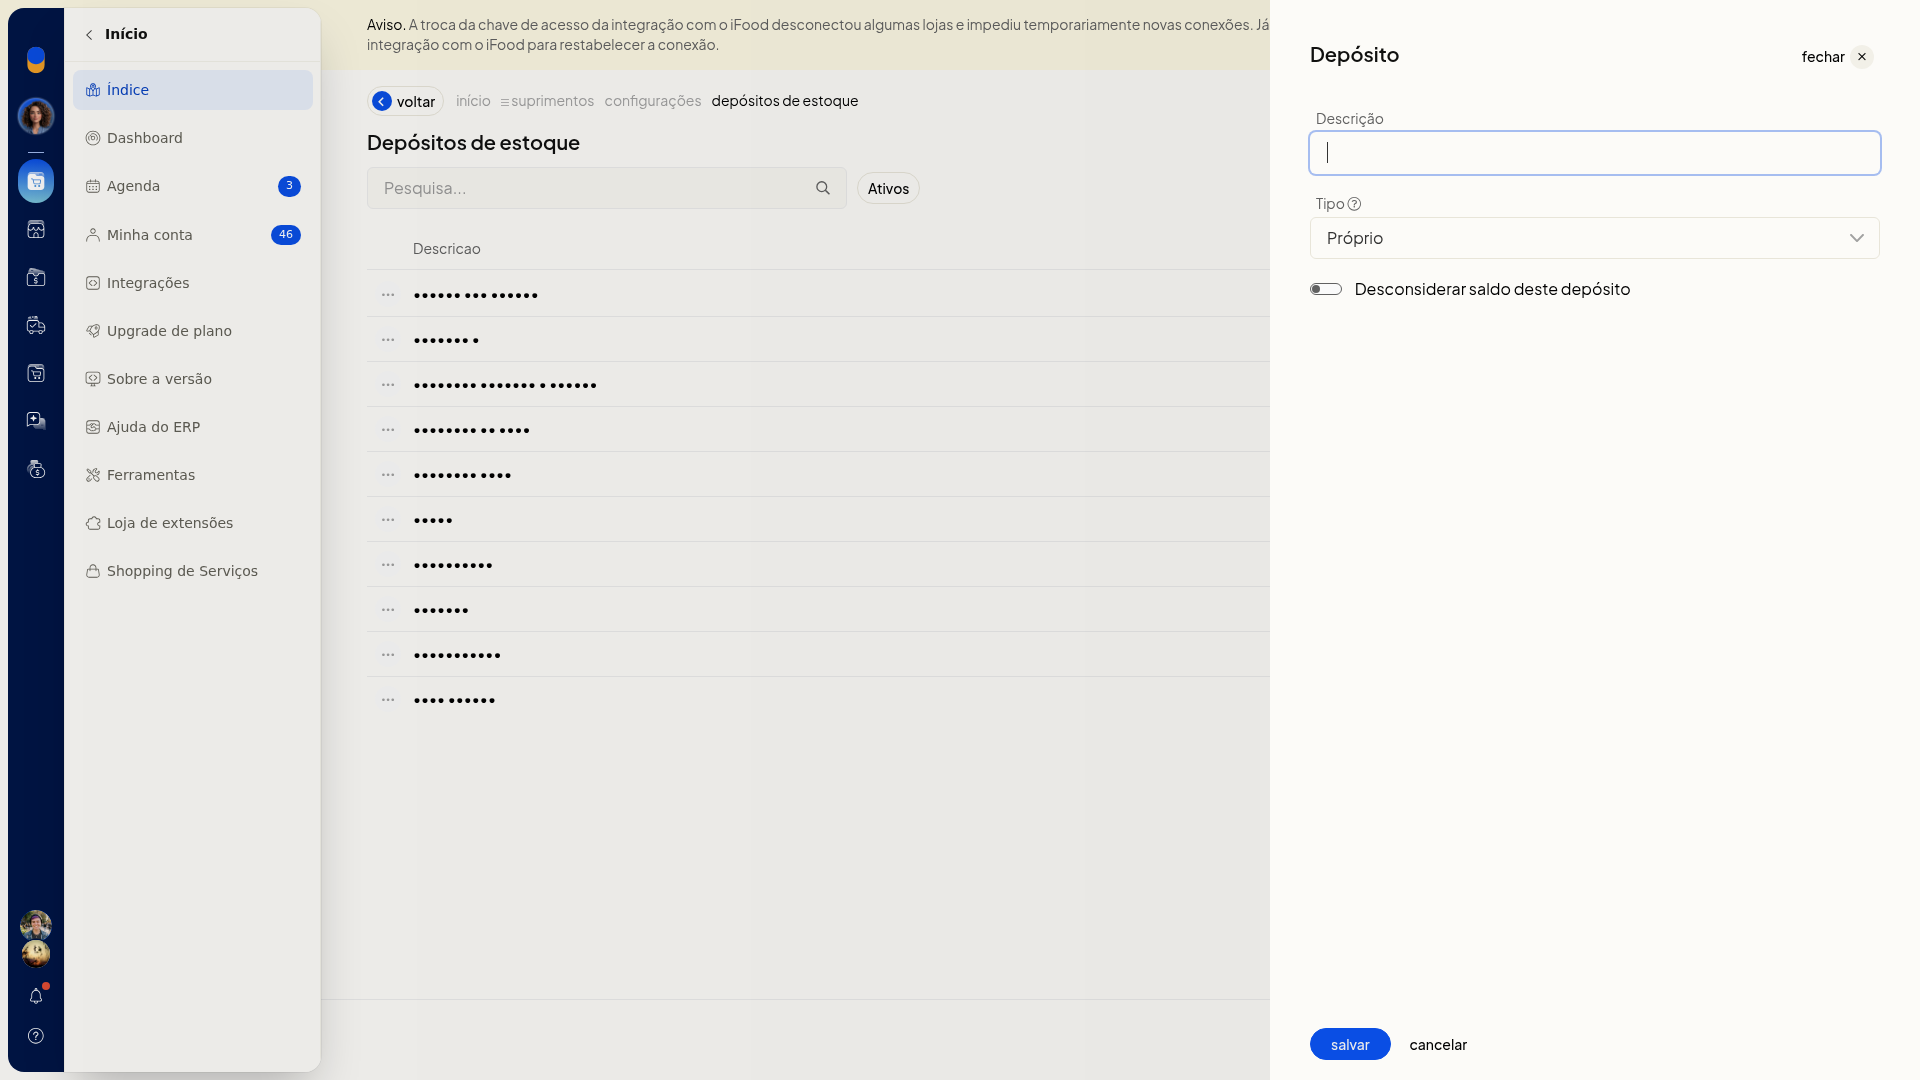 Início
Índice
Dashboard
Agenda 3
Minha conta 46
Integrações
Upgrade de plano
Sobre a versão
Ajuda do ERP
Ferramentas
Loja de extensões
Shopping de Serviços
Aviso. A troca da chave de acesso da integração com o iFood desconectou algumas lojas e impediu temporariamente novas conexões. Já
integração com o iFood para restabelecer a conexão.
voltar início suprimentos configurações depósitos de estoque
Depósitos de estoque
Pesquisa... Ativos
Descricao
•••••• ••• ••••••
••••••• •
•••••••• ••••••• • ••••••
•••••••• •• ••••
•••••••• ••••
•••••
••••••••••
•••••••
•••••••••••
•••• ••••••
Depósito
fechar
Descrição
Tipo
Próprio
Desconsiderar saldo deste depósito
salvar cancelar